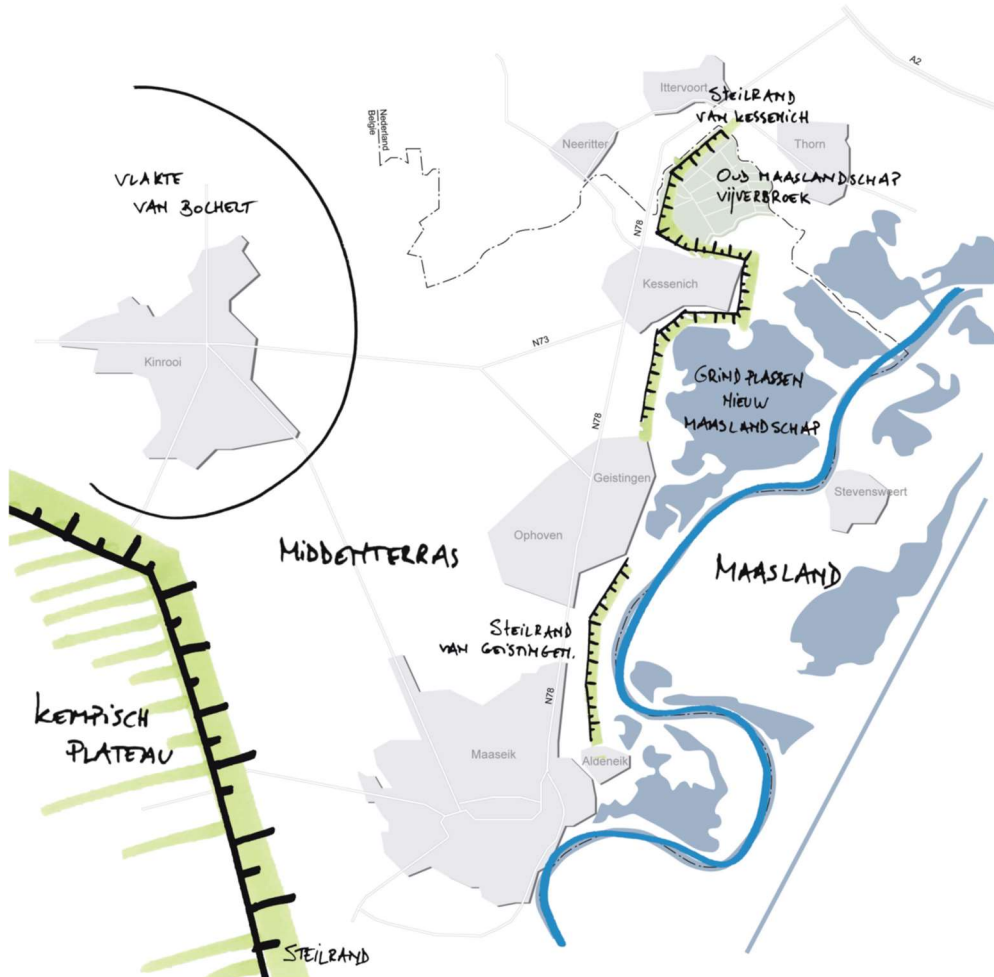 A2
Ittervoort
STEILRAND
VAN KESSENICH
Nederland
Belgie
Neeritter
Thorn
OUD MAASLANDSCHAP
VIJVERBROEK
VLAKTE
VAN BOCHELT
N78
Kessenich
N73
Kinrooi
GRINDPLASSEN
NIEUW
MAASLANDSCHAP
N78
Geistingen
Stevensweert
Ophoven
MIDDENTERRAS
MAASLAND
STEILRAND
VAN GEISTINGEN.
N78
KEMPISCH
PLATEAU
Maaseik
Aldeneik
STEILRAND